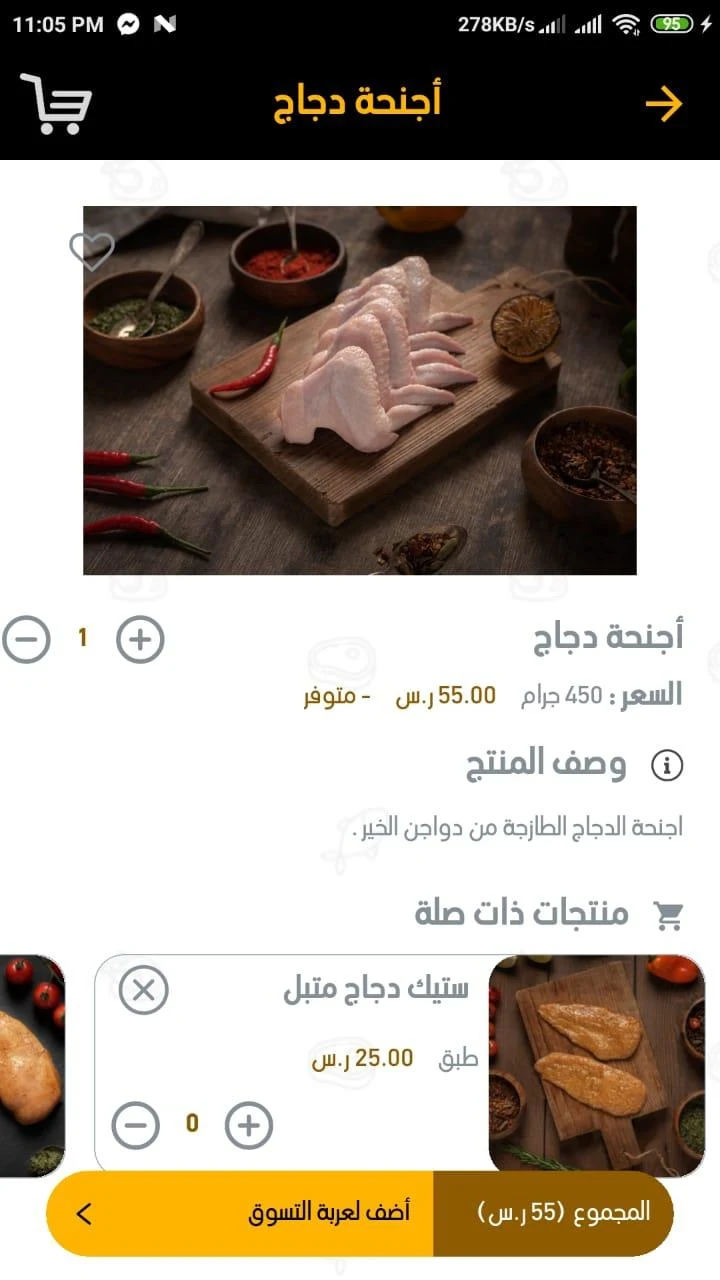 11:05 PM 278KB/s 95
أجنحة دجاج
أجنحة دجاج
1
السعر : 450 جرام 55.00 ر.س - متوفر
وصف المنتج
اجنحة الدجاج الطازجة من دواجن الخير .
منتجات ذات صلة
ستيك دجاج متبل
طبق 25.00 ر.س
0
المجموع (55 ر.س)
أضف لعربة التسوق